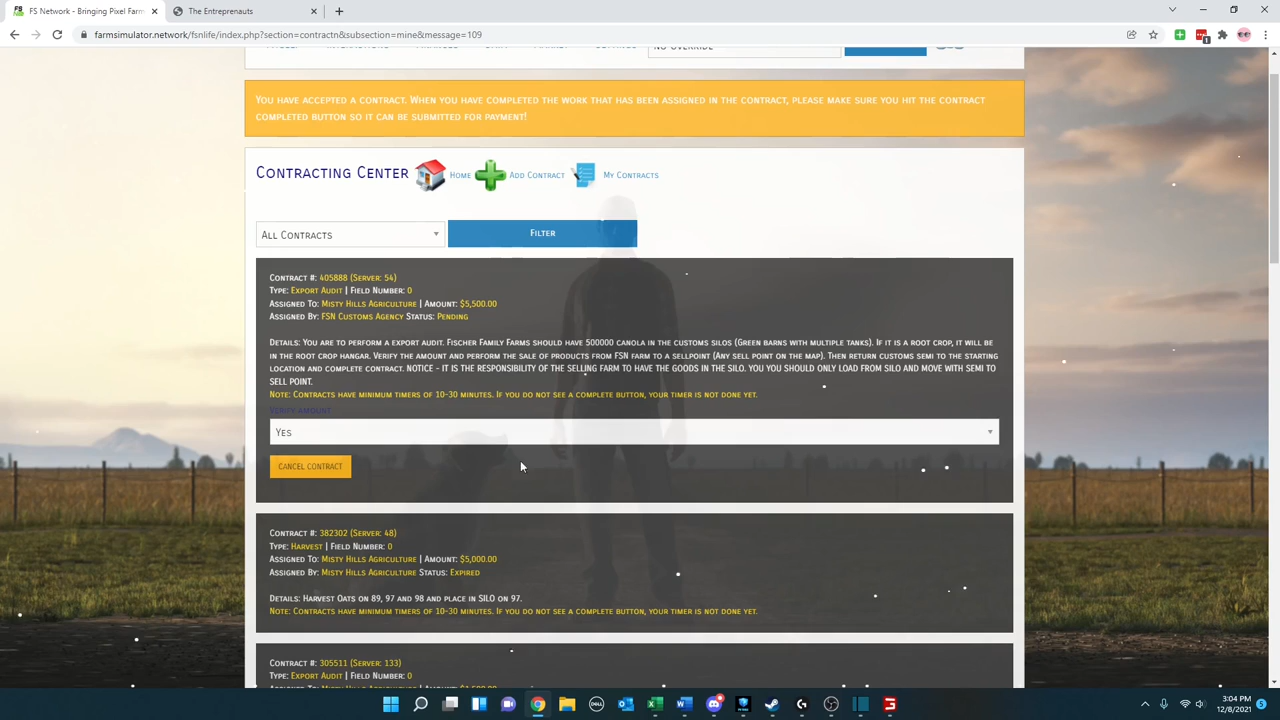 FS Network - Bringing Pixel Farm
The Entrepreneur
farmsimulator.network/fsnlife/index.php?section=contractn&subsection=mine&message=109
You have accepted a contract. When you have completed the work that has been assigned in the contract, please make sure you hit the contract
completed button so it can be submitted for payment!
Contracting Center Home Add Contract My Contracts
All Contracts Filter
Contract #: 405888 (Server: 54)
Type: Export Audit | Field Number: 0
Assigned To: Misty Hills Agriculture | Amount: $5,500.00
Assigned By: FSN Customs Agency Status: Pending
Details: You are to perform a export audit. Fischer Family Farms should have 500000 canola in the customs silos (Green barns with multiple tanks). If it is a root crop, it will be
in the root crop hangar. Verify the amount and perform the sale of products from FSN farm to a sellpoint (Any sell point on the map). Then return customs semi to the starting
location and complete contract. NOTICE - it is the responsibility of the selling farm to have the goods in the silo. You you should only load from silo and move with semi to
sell point.
Note: Contracts have minimum timers of 10-30 minutes. If you do not see a complete button, your timer is not done yet.
Verify Amount
Yes
Cancel Contract
Contract #: 382302 (Server: 48)
Type: Harvest | Field Number: 0
Assigned To: Misty Hills Agriculture | Amount: $5,000.00
Assigned By: Misty Hills Agriculture Status: Expired
Details: Harvest Oats on 89, 97 and 98 and place in SILO on 97.
Note: Contracts have minimum timers of 10-30 minutes. If you do not see a complete button, your timer is not done yet.
Contract #: 305511 (Server: 133)
Type: Export Audit | Field Number: 0
3:04 PM
12/8/2021